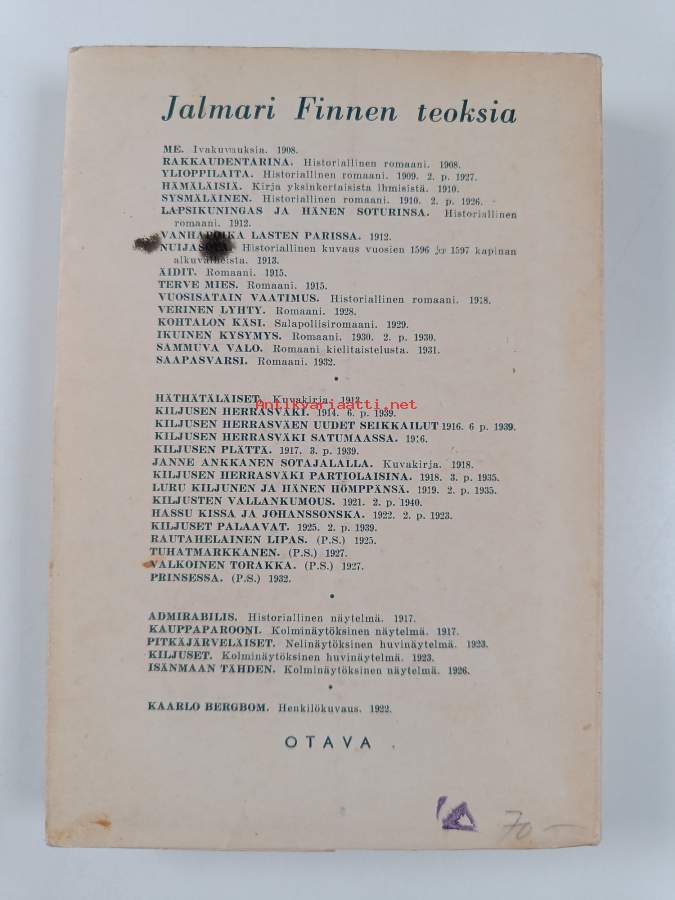 Jalmari Finnen teoksia
ME. Ivakuvauksia. 1908.
RAKKAUDENTARINA. Historiallinen romaani. 1908.
YLIOPPILAITA. Historiallinen romaani. 1909. 2. p. 1927.
HÄMÄLÄISIÄ. Kirja yksinkertaisista ihmisistä. 1910.
SYSMÄLÄINEN. Historiallinen romaani. 1910. 2. p. 1926.
LAPSIKUNINGAS JA HÄNEN SOTURINSA. Historiallinen
romaani. 1912.
VANHAPOIKA LASTEN PARISSA. 1912.
NUIJASOTA. Historiallinen kuvaus vuosien 1596 ja 1597 kapinan
alkuvaiheista. 1913.
ÄIDIT. Romaani. 1915.
TERVE MIES. Romaani. 1915.
VUOSISATAIN VAATIMUS. Historiallinen romaani. 1918.
VERINEN LYHTY. Romaani. 1928.
KOHTALON KÄSI. Salapoliisiromaani. 1929.
IKUINEN KYSYMYS. Romaani. 1930. 2. p. 1930.
SAMMUVA VALO. Romaani kielitaistelusta. 1931.
SAAPASVARSI. Romaani. 1932.
•
HÄTHÄTÄLÄISET. Kuvakirja. 1912.
Antikvariaatti.net
KILJUSEN HERRASVÄKI. 1914. 6. p. 1939.
KILJUSEN HERRASVÄEN UUDET SEIKKAILUT 1916. 6 p. 1939.
KILJUSEN HERRASVÄKI SATUMAASSA. 1916.
KILJUSEN PLÄTTÄ. 1917. 3. p. 1939.
JANNE ANKKANEN SOTAJALALLA. Kuvakirja. 1918.
KILJUSEN HERRASVÄKI PARTIOLAISINA. 1918. 3. p. 1935.
LURU KILJUNEN JA HÄNEN HÖMPPÄNSÄ. 1919. 2. p. 1935.
KILJUSTEN VALLANKUMOUS. 1921. 2. p. 1940.
HASSU KISSA JA JOHANSSONSKA. 1922. 2. p. 1923.
KILJUSET PALAAVAT. 1925. 2. p. 1939.
RAUTAHELAINEN LIPAS. (P.S.) 1925.
TUHATMARKKANEN. (P.S.) 1927.
VALKOINEN TORAKKA. (P.S.) 1927.
PRINSESSA. (P.S.) 1932.
•
ADMIRABILIS. Historiallinen näytelmä. 1917.
KAUPPAPAROONI. Kolminäytöksinen näytelmä. 1917.
PITKÄJÄRVELÄISET. Nelinäytöksinen huvinäytelmä. 1923.
KILJUSET. Kolminäytöksinen huvinäytelmä. 1923.
ISÄNMAAN TÄHDEN. Kolminäytöksinen näytelmä. 1926.
•
KAARLO BERGBOM. Henkilökuvaus. 1922.
OTAVA
70 –